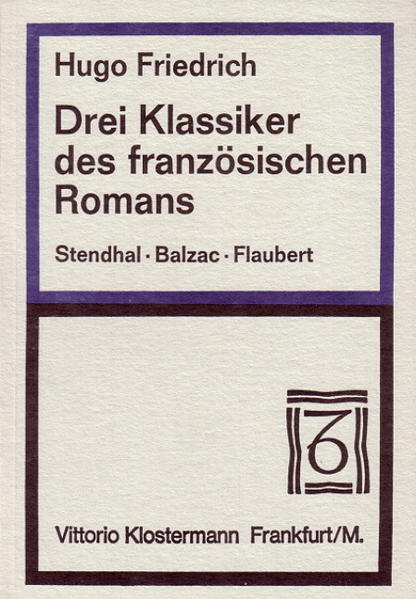 Hugo Friedrich
Drei Klassiker
des französischen
Romans
Stendhal · Balzac · Flaubert
Vittorio Klostermann Frankfurt/M.